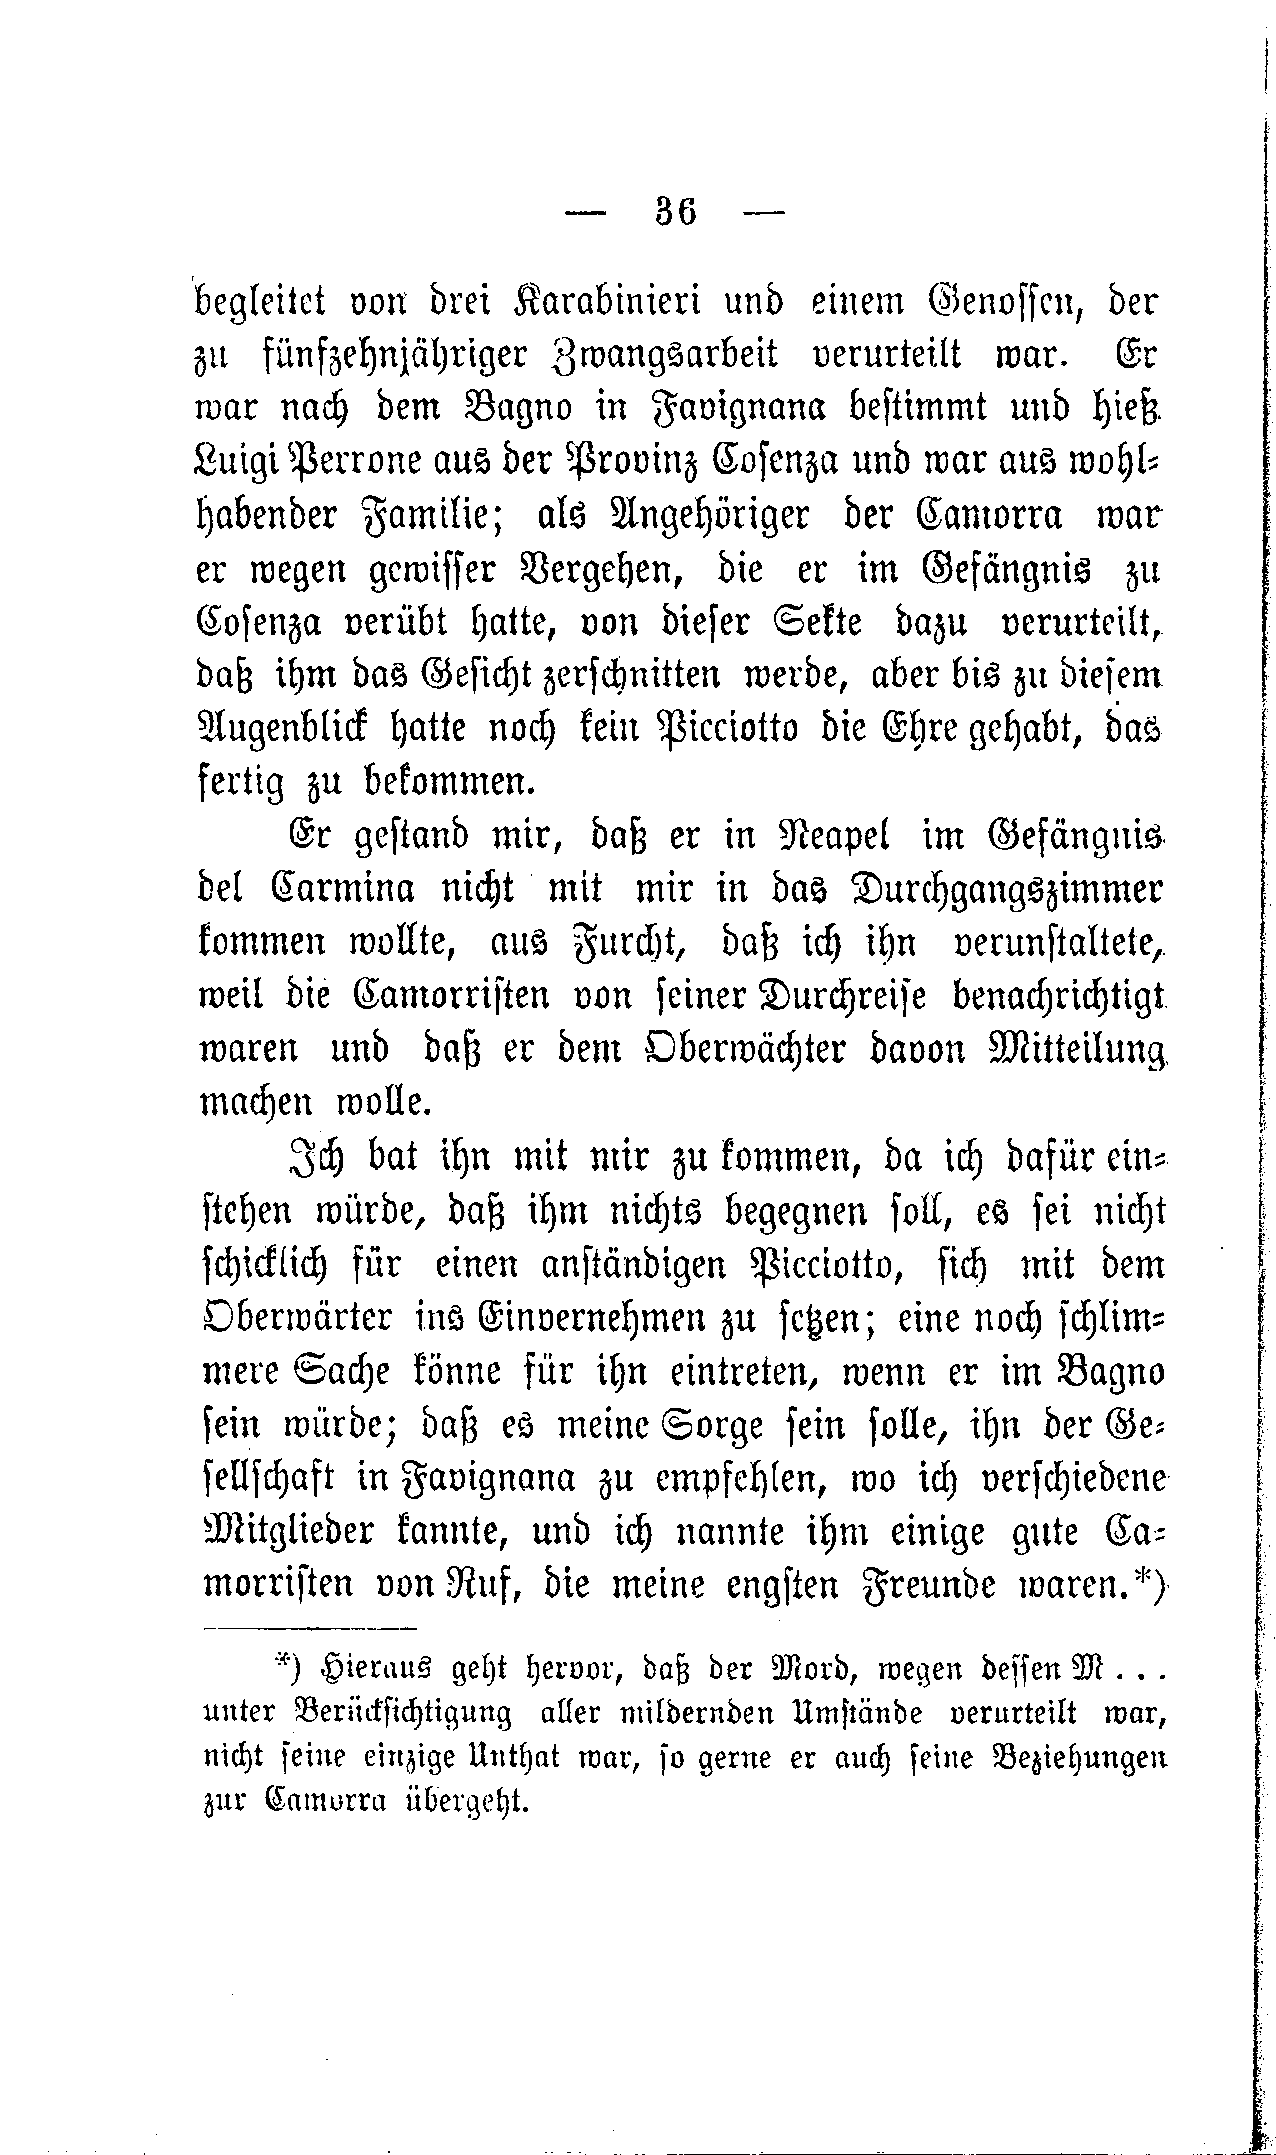 — 36 —
begleitet von drei Karabinieri und einem Genossen, der
zu fünfzehnjähriger Zwangsarbeit verurteilt war. Er
war nach dem Bagno in Favignana bestimmt und hieß
Luigi Perrone aus der Provinz Cosenza und war aus wohl-
habender Familie; als Angehöriger der Camorra war
er wegen gewisser Vergehen, die er im Gefängnis zu
Cosenza verübt hatte, von dieser Sekte dazu verurteilt,
daß ihm das Gesicht zerschnitten werde, aber bis zu diesem
Augenblick hatte noch kein Picciotto die Ehre gehabt, das
fertig zu bekommen.
Er gestand mir, daß er in Neapel im Gefängnis
del Carmina nicht mit mir in das Durchgangszimmer
kommen wollte, aus Furcht, daß ich ihn verunstaltete,
weil die Camorristen von seiner Durchreise benachrichtigt
waren und daß er dem Oberwächter davon Mitteilung
machen wolle.
Ich bat ihn mit mir zu kommen, da ich dafür ein-
stehen würde, daß ihm nichts begegnen soll, es sei nicht
schicklich für einen anständigen Picciotto, sich mit dem
Oberwärter ins Einvernehmen zu setzen; eine noch schlim-
mere Sache könne für ihn eintreten, wenn er im Bagno
sein würde; daß es meine Sorge sein solle, ihn der Ge-
sellschaft in Favignana zu empfehlen, wo ich verschiedene
Mitglieder kannte, und ich nannte ihm einige gute Ca-
morristen von Ruf, die meine engsten Freunde waren.*)
*) Hieraus geht hervor, daß der Mord, wegen dessen M . . .
unter Berücksichtigung aller mildernden Umstände verurteilt war,
nicht seine einzige Unthat war, so gerne er auch seine Beziehungen
zur Camorra übergeht.